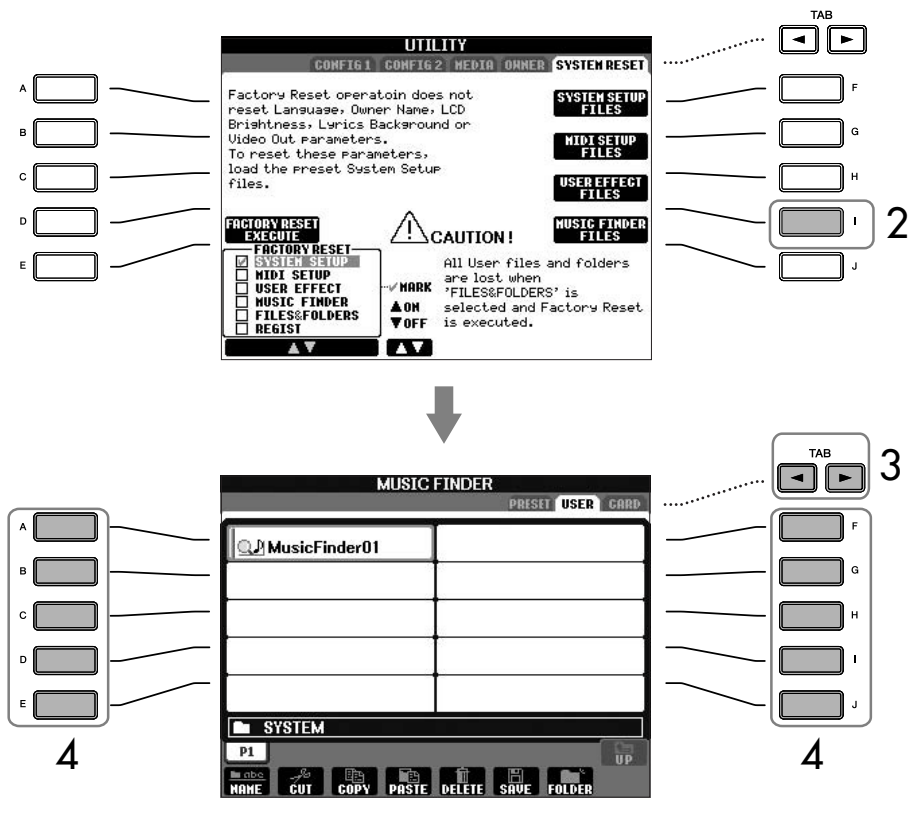 TAB
UTILITY
CONFIG 1 CONFIG 2 MEDIA OWNER SYSTEM RESET
A
B
C
D
E
F
G
H
I
J
2
Factory Reset operatoin does not
reset Language, Owner Name, LCD
Brightness, Lyrics Background or
Video Out parameters.
To reset these parameters,
load the preset System Setup
files.
SYSTEM SETUP
FILES
MIDI SETUP
FILES
USER EFFECT
FILES
MUSIC FINDER
FILES
FACTORY RESET
EXECUTE
FACTORY RESET
SYSTEM SETUP
MIDI SETUP
USER EFFECT
MUSIC FINDER
FILES&FOLDERS
REGIST
MARK
▲ON
▼OFF
CAUTION !
All User files and folders
are lost when
'FILES&FOLDERS' is
selected and Factory Reset
is executed.
TAB
3
MUSIC FINDER
PRESET USER CARD
A
B
C
D
E
4
F
G
H
I
J
4
MusicFinder01
SYSTEM
P1
UP
abc
NAME CUT COPY PASTE DELETE SAVE FOLDER